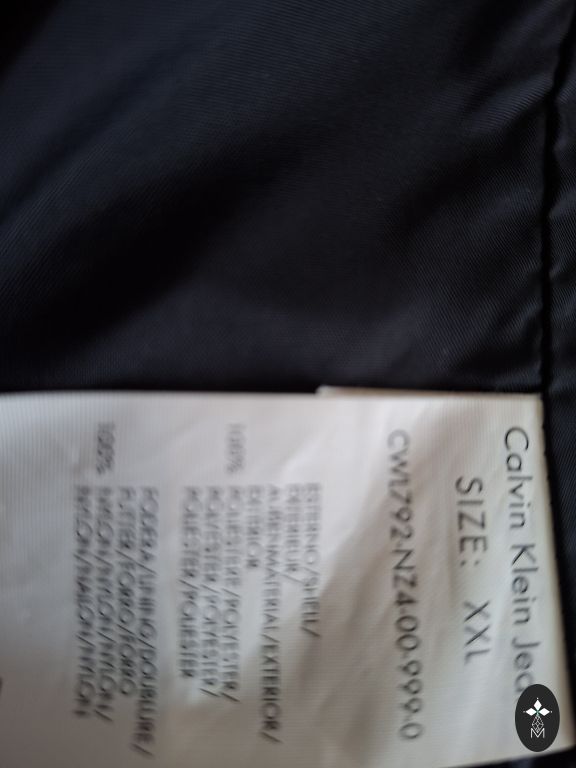 Calvin Klein Jea
SIZE: XXL
CWL792-NZ4.00-999-0
ESTERNO/SHELL/
EXTERIEUR/
AUßENMATERIAL/EXTERIOR/
EXTERIOR
100% POLIESTERE/POLYESTER/
POLYESTER/POLYESTER/
POLIESTER/POLIESTER
FODERA/LINING/DOUBLURE/
FUTTER/FORRO/FORRO
100% NYLON/NYLON/NYLON/
NYLON/NAILON/NYLON
M